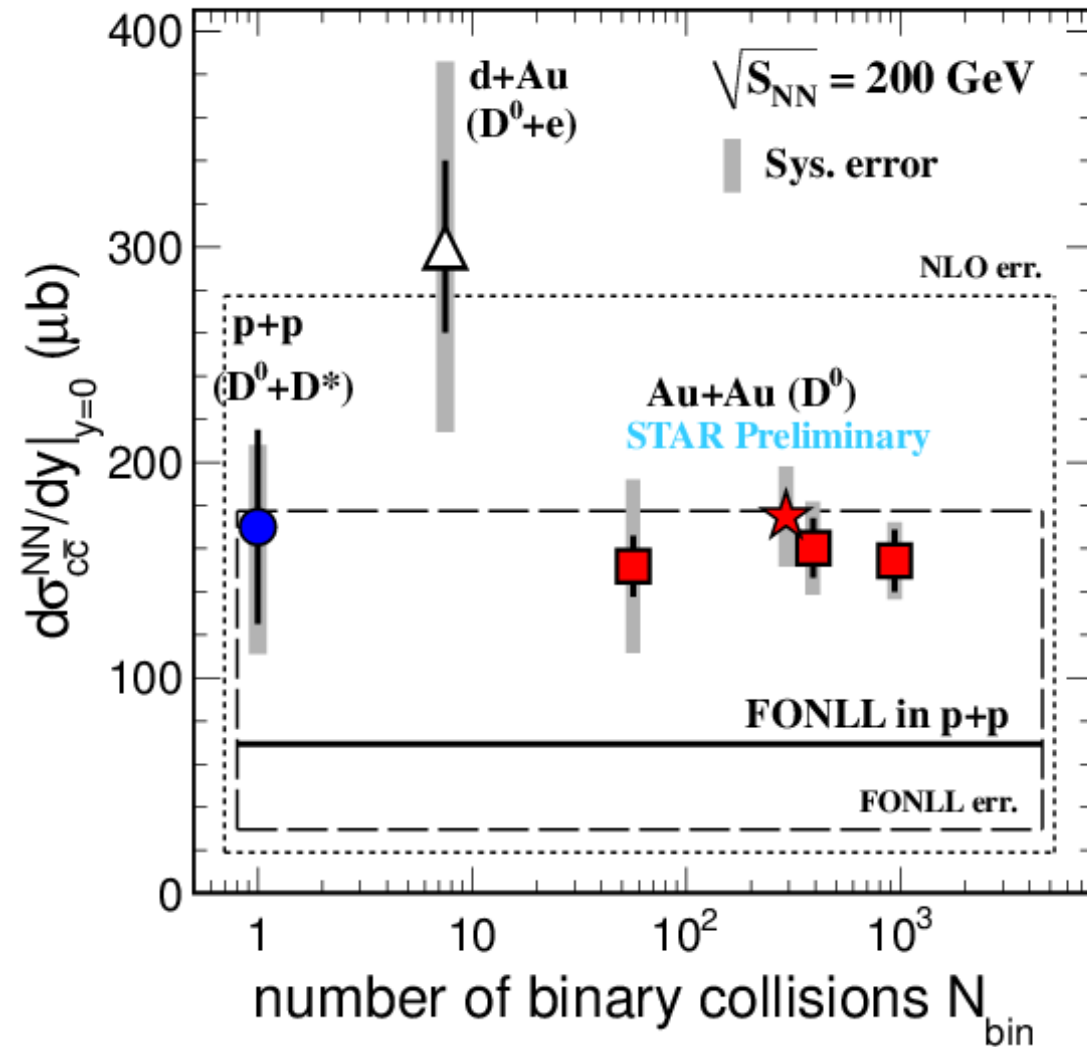 400
300
200
100
0
dσ^NN_cc̄/dy|_y=0 (μb)
d+Au
(D⁰+e)
√S_NN = 200 GeV
Sys. error
NLO err.
p+p
(D⁰+D*)
Au+Au (D⁰)
STAR Preliminary
FONLL in p+p
FONLL err.
1 10 10² 10³
number of binary collisions N_bin